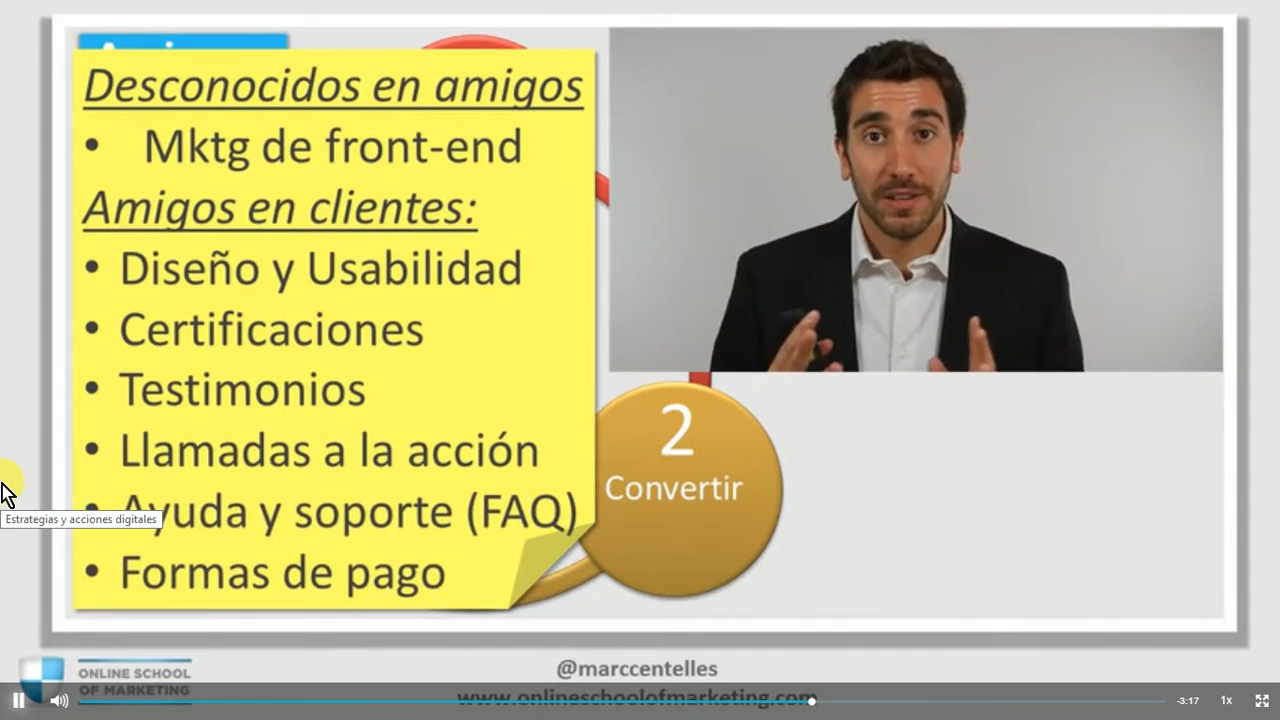 Desconocidos en amigos
• Mktg de front-end
Amigos en clientes:
• Diseño y Usabilidad
• Certificaciones
• Testimonios
• Llamadas a la acción
• Ayuda y soporte (FAQ)
• Formas de pago
2
Convertir
Estrategias y acciones digitales
ONLINE SCHOOL
OF MARKETING
@marccentelles
www.onlineschoolofmarketing.com
-3:17
1x